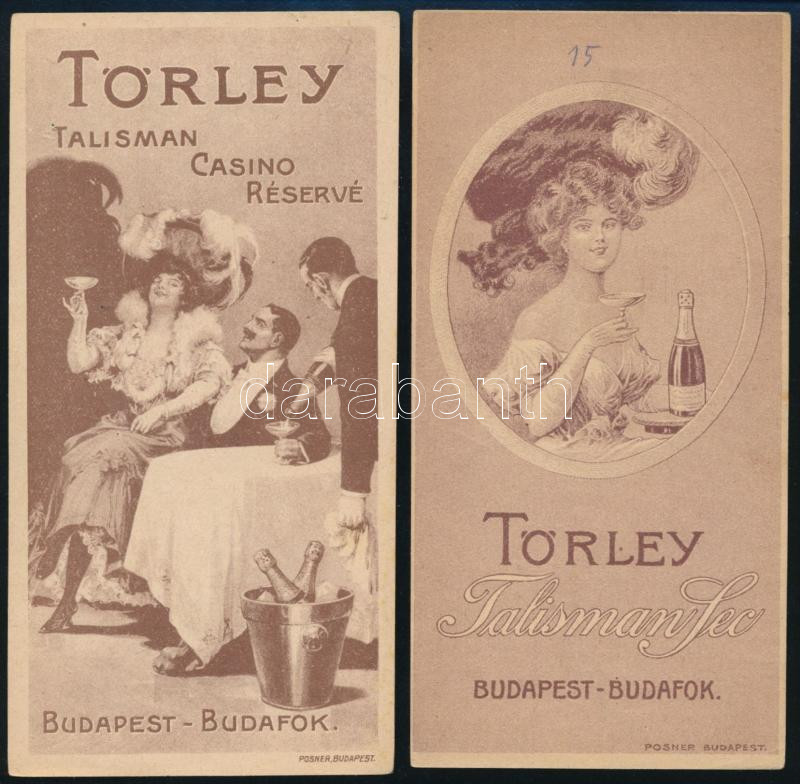 TÖRLEY
TALISMAN
CASINO
RÉSERVÉ
BUDAPEST - BUDAFOK.
POSNER, BUDAPEST.
15
TÖRLEY
Talisman Sec
BUDAPEST-BUDAFOK.
POSNER BUDAPEST.
darabanth